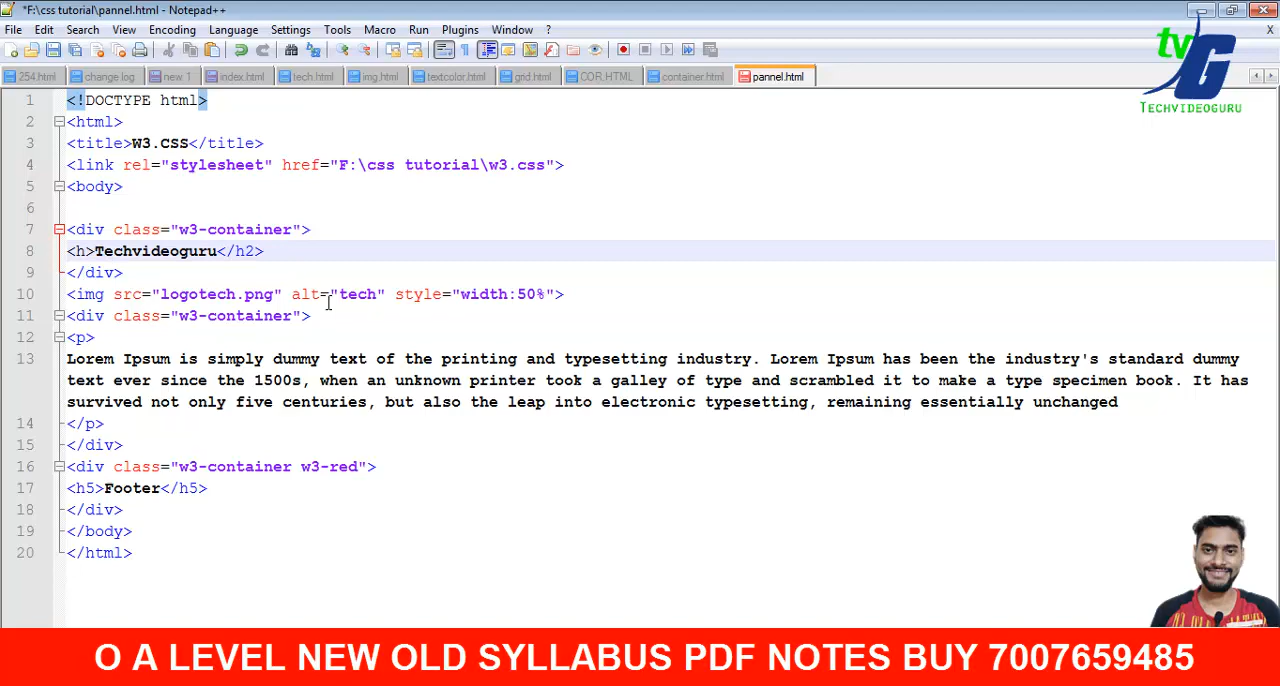 *F:\css tutorial\pannel.html - Notepad++
File Edit Search View Encoding Language Settings Tools Macro Run Plugins Window ? X
254.html change.log new 1 index.html tech.html img.html textcolor.html grid.html COR.HTML container.html pannel.html
tvG
TECHVIDEOGURU
1 <!DOCTYPE html>
2 <html>
3 <title>W3.CSS</title>
4 <link rel="stylesheet" href="F:\css tutorial\w3.css">
5 <body>
6
7 <div class="w3-container">
8 <h>Techvideoguru</h2>
9 </div>
10 <img src="logotech.png" alt="tech" style="width:50%">
11 <div class="w3-container">
12 <p>
13 Lorem Ipsum is simply dummy text of the printing and typesetting industry. Lorem Ipsum has been the industry's standard dummy
text ever since the 1500s, when an unknown printer took a galley of type and scrambled it to make a type specimen book. It has
survived not only five centuries, but also the leap into electronic typesetting, remaining essentially unchanged
14 </p>
15 </div>
16 <div class="w3-container w3-red">
17 <h5>Footer</h5>
18 </div>
19 </body>
20 </html>
O A LEVEL NEW OLD SYLLABUS PDF NOTES BUY 7007659485